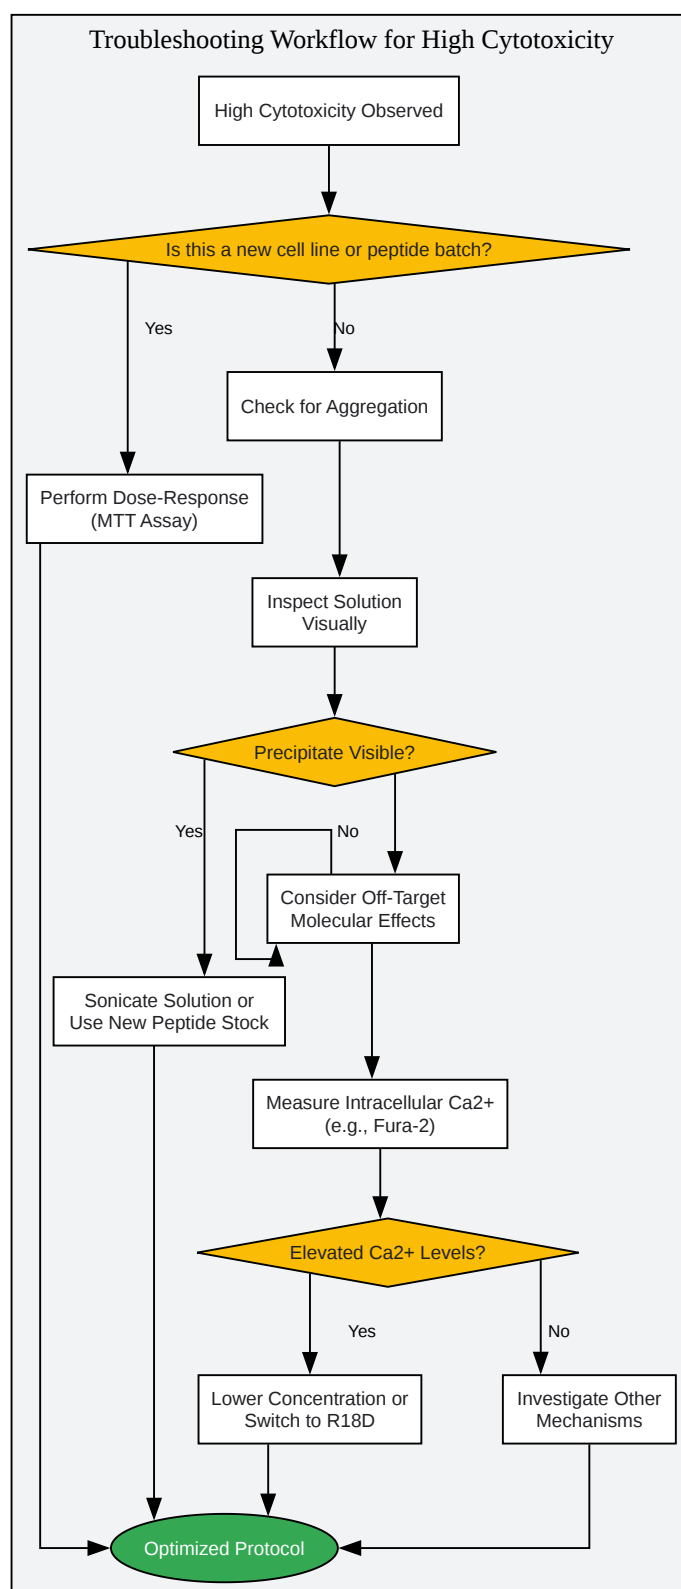 Troubleshooting Workflow for High Cytotoxicity
High Cytotoxicity Observed
Is this a new cell line or peptide batch?
Yes
No
Check for Aggregation
Perform Dose-Response
(MTT Assay)
Inspect Solution
Visually
Precipitate Visible?
Yes
No
Consider Off-Target
Molecular Effects
Sonicate Solution or
Use New Peptide Stock
Measure Intracellular Ca2+
(e.g., Fura-2)
Elevated Ca2+ Levels?
Yes
No
Lower Concentration or
Switch to R18D
Investigate Other
Mechanisms
Optimized Protocol